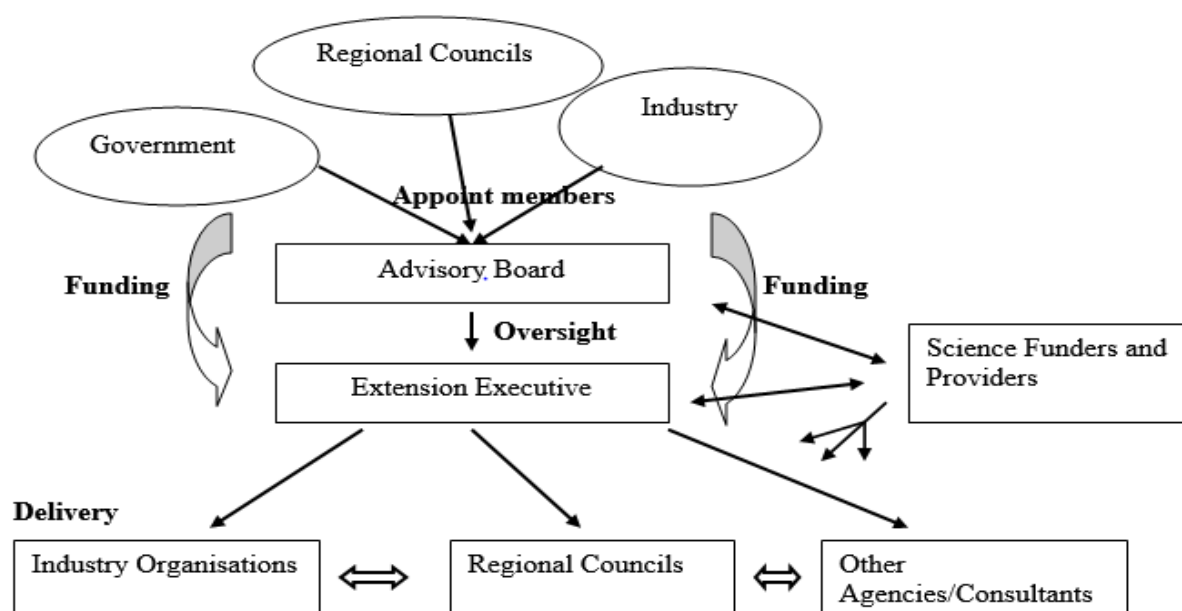 Regional Councils
Industry
Government
Appoint members
Advisory Board
Funding
Funding
Oversight
Science Funders and
Providers
Extension Executive
Delivery
Industry Organisations
Regional Councils
Other
Agencies/Consultants